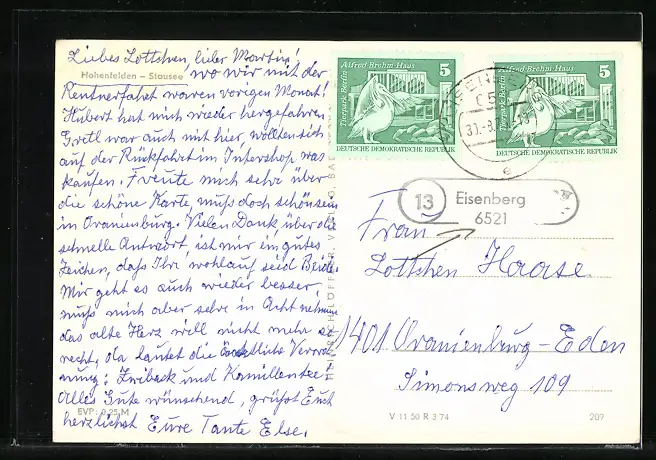 Liebes Lottchen, lieber Martin!
Hohenfelden – Stausee
wo wir mit der
Rentnerfahrt waren vorigen Monat!
Hubert hat mich wieder hergefahren
Gretl war auch mit hier, wollten sich
auf der Rückfahrt im Intershop was
kaufen. Freute mich sehr über
die schöne Karte, muß doch schön sein
in Oranienburg. Vielen Dank über die
schnelle Antwort, ist mir ein gutes
Zeichen, daß Ihr wohlauf seid Beide.
Mir geht es auch wieder besser,
muß mich aber sehr in Acht nehmen
das alte Herz will nicht mehr so
recht, da lautet die ärztliche Verord
nung: Zwieback und Kamillentee!
Alles Gute wünschend, grüßt Euch
EVP: 0,25 M
herzlichst Eure Tante Else.
Alfred-Brehm-Haus
5
Tierpark Berlin
DEUTSCHE DEMOKRATISCHE REPUBLIK
Alfred-Brehm-Haus
5
Tierpark Berlin
DEUTSCHE DEMOKRATISCHE REPUBLIK
13
Eisenberg
6521
Frau
Lottchen Haase
1401 Oranienburg-Eden
Simonsweg 109
V 11 50 R 3 74
207